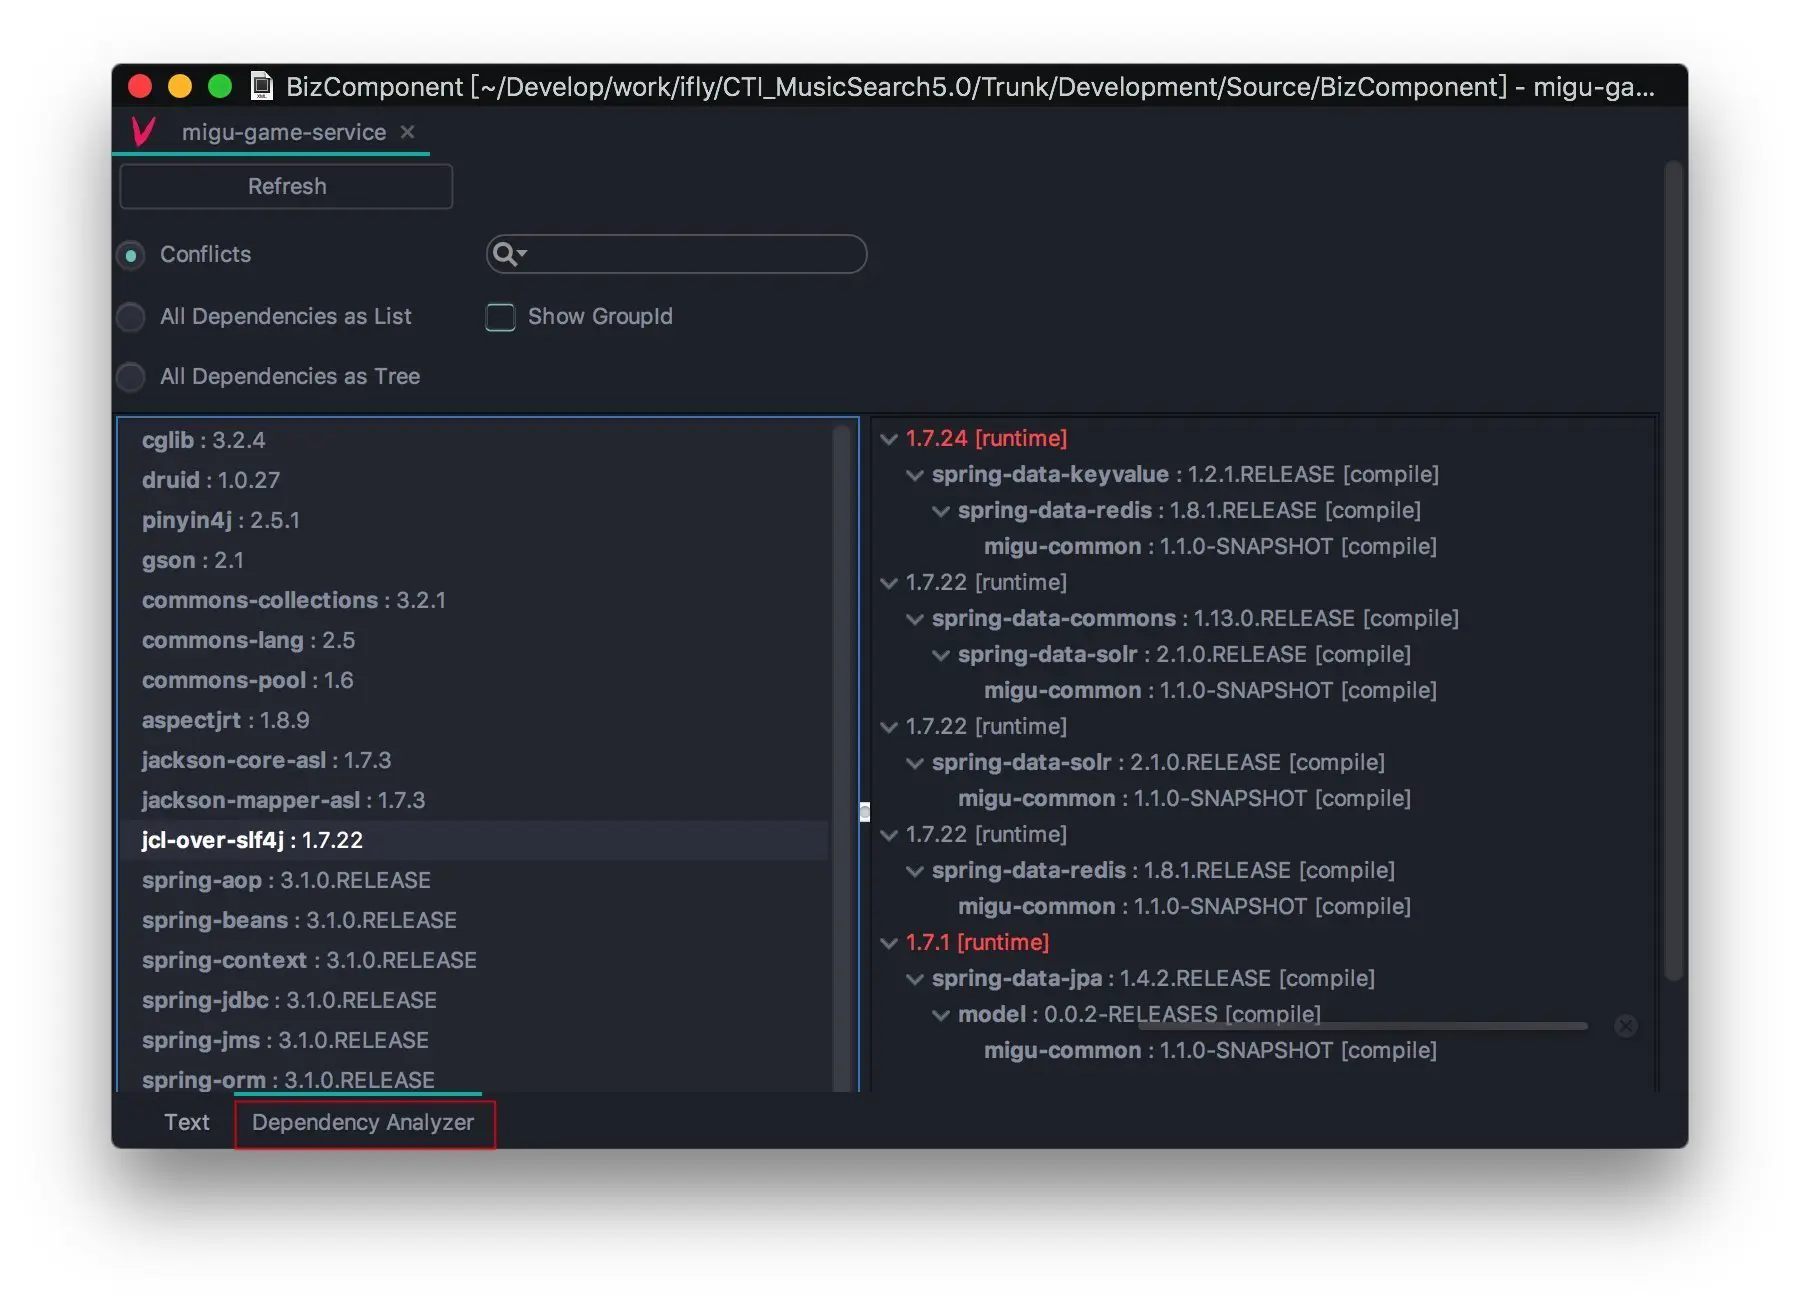 BizComponent [~/Develop/work/ifly/CTI_MusicSearch5.0/Trunk/Development/Source/BizComponent] - migu-ga...
migu-game-service
Refresh
Conflicts
All Dependencies as List
Show GroupId
All Dependencies as Tree
cglib : 3.2.4
druid : 1.0.27
pinyin4j : 2.5.1
gson : 2.1
commons-collections : 3.2.1
commons-lang : 2.5
commons-pool : 1.6
aspectjrt : 1.8.9
jackson-core-asl : 1.7.3
jackson-mapper-asl : 1.7.3
jcl-over-slf4j : 1.7.22
spring-aop : 3.1.0.RELEASE
spring-beans : 3.1.0.RELEASE
spring-context : 3.1.0.RELEASE
spring-jdbc : 3.1.0.RELEASE
spring-jms : 3.1.0.RELEASE
spring-orm : 3.1.0.RELEASE
1.7.24 [runtime]
spring-data-keyvalue : 1.2.1.RELEASE [compile]
spring-data-redis : 1.8.1.RELEASE [compile]
migu-common : 1.1.0-SNAPSHOT [compile]
1.7.22 [runtime]
spring-data-commons : 1.13.0.RELEASE [compile]
spring-data-solr : 2.1.0.RELEASE [compile]
migu-common : 1.1.0-SNAPSHOT [compile]
1.7.22 [runtime]
spring-data-solr : 2.1.0.RELEASE [compile]
migu-common : 1.1.0-SNAPSHOT [compile]
1.7.22 [runtime]
spring-data-redis : 1.8.1.RELEASE [compile]
migu-common : 1.1.0-SNAPSHOT [compile]
1.7.1 [runtime]
spring-data-jpa : 1.4.2.RELEASE [compile]
model : 0.0.2-RELEASES [compile]
migu-common : 1.1.0-SNAPSHOT [compile]
Text
Dependency Analyzer